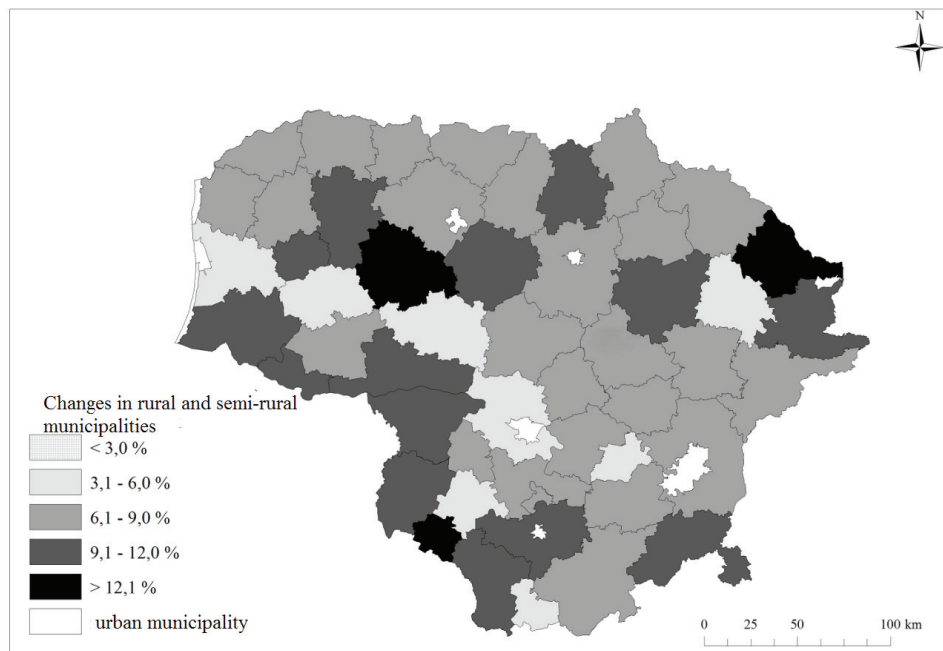 N
Changes in rural and semi-rural
municipalities
< 3,0 %
3,1 - 6,0 %
6,1 - 9,0 %
9,1 - 12,0 %
> 12,1 %
urban municipality
0 25 50 100 km